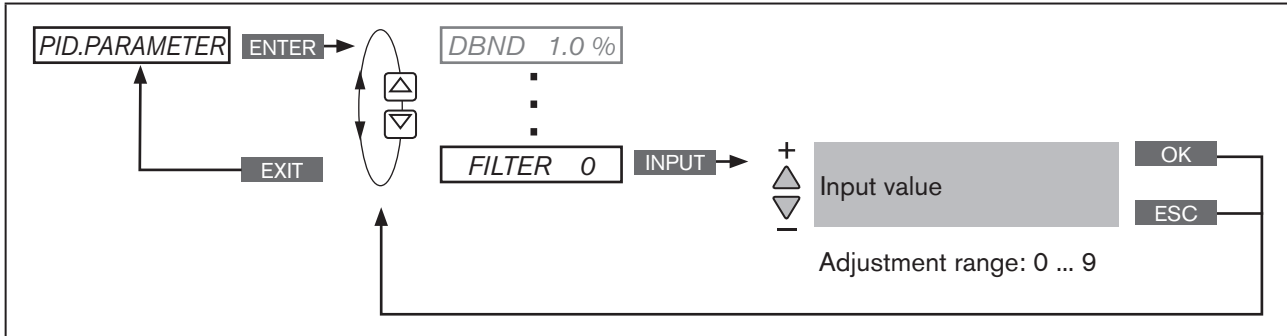 PID.PARAMETER ENTER
DBND 1.0 %
EXIT
FILTER 0 INPUT
+
Input value
–
OK
ESC
Adjustment range: 0 ... 9